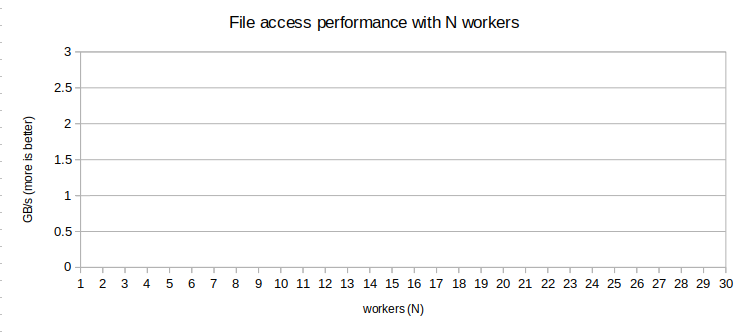 File access performance with N workers
3
2.5
2
1.5
1
0.5
0
GB/s (more is better)
1 2 3 4 5 6 7 8 9 10 11 12 13 14 15 16 17 18 19 20 21 22 23 24 25 26 27 28 29 30
workers (N)